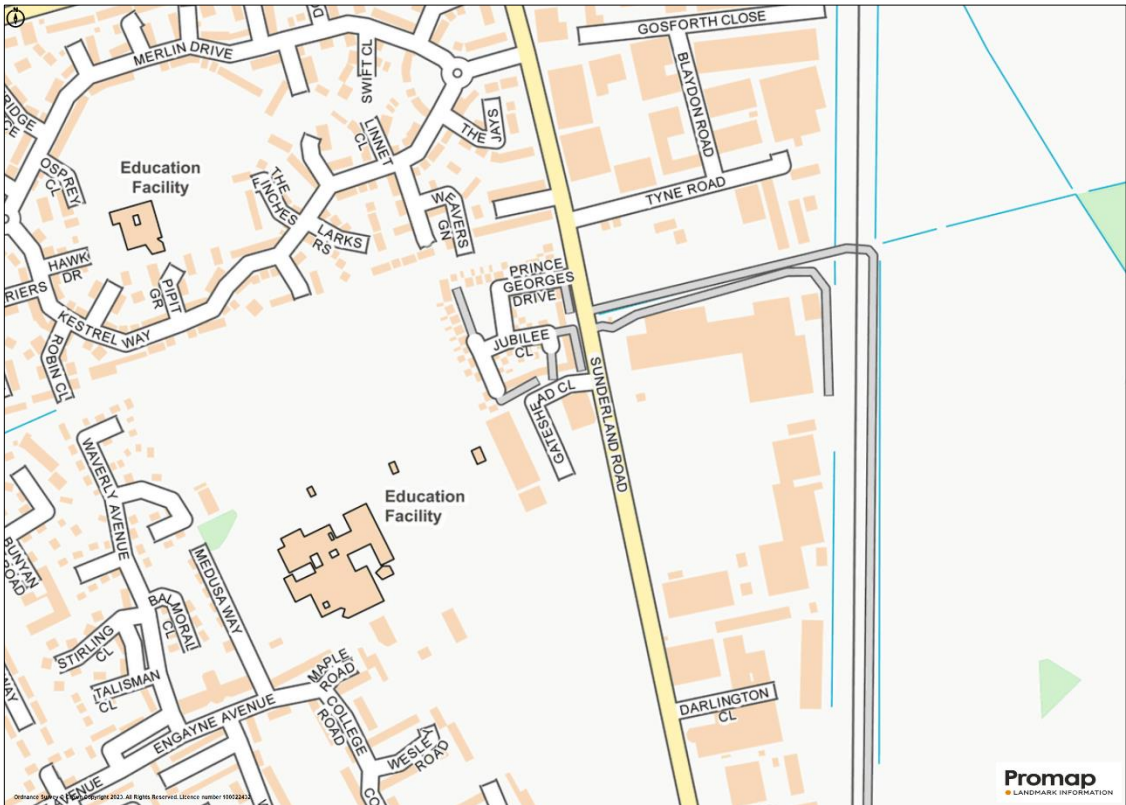 GOSFORTH CLOSE
MERLIN DRIVE
SWIFT CL
BLAYDON ROAD
LINNET
CL
THE
JAYS
OSPREY
CL
Education
Facility
THE
TYNE ROAD
WEAVERS
GN
LARKS
RS
HAWK
DR
PIPIT
GR
PRINCE
GEORGES
DRIVE
KESTREL WAY
ROBIN CL
JUBILEE
CL
GATESHEAD CL
SUNDERLAND ROAD
WAVERLY AVENUE
Education
Facility
BUNYAN
ROAD
MEDUSA WAY
BALMORAL
CL
STIRLING
CL
TALISMAN
CL
MAPLE
ROAD
ENGAYNE AVENUE
COLLEGE
ROAD
WESLEY
ROAD
DARLINGTON
CL
Promap
LANDMARK INFORMATION